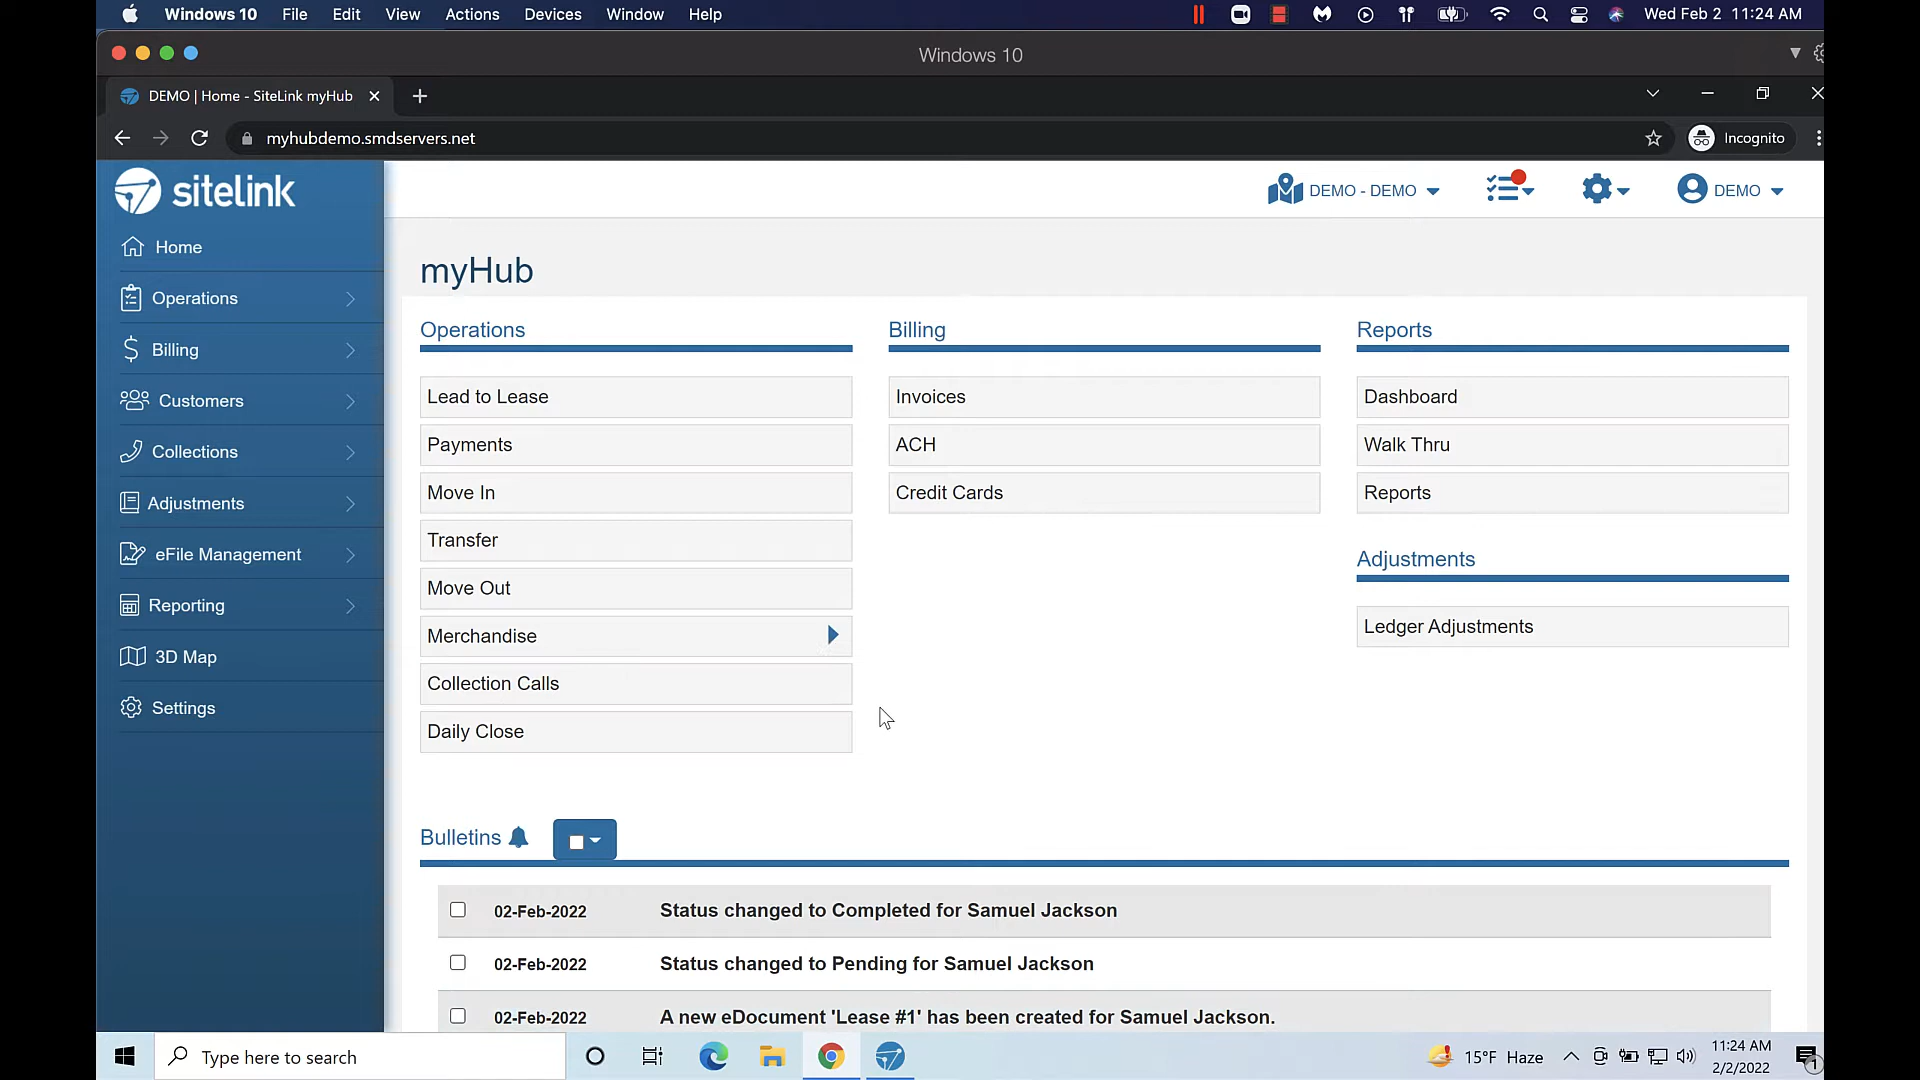 Windows 10 File Edit View Actions Devices Window Help Wed Feb 2 11:24 AM
Windows 10
DEMO | Home - SiteLink myHub
myhubdemo.smdservers.net Incognito
sitelink
DEMO - DEMO DEMO
Home
Operations
Billing
Customers
Collections
Adjustments
eFile Management
Reporting
3D Map
Settings
myHub
Operations
Lead to Lease
Payments
Move In
Transfer
Move Out
Merchandise
Collection Calls
Daily Close
Billing
Invoices
ACH
Credit Cards
Reports
Dashboard
Walk Thru
Reports
Adjustments
Ledger Adjustments
Bulletins
02-Feb-2022 Status changed to Completed for Samuel Jackson
02-Feb-2022 Status changed to Pending for Samuel Jackson
02-Feb-2022 A new eDocument 'Lease #1' has been created for Samuel Jackson.
Type here to search
15°F Haze
11:24 AM
2/2/2022
1